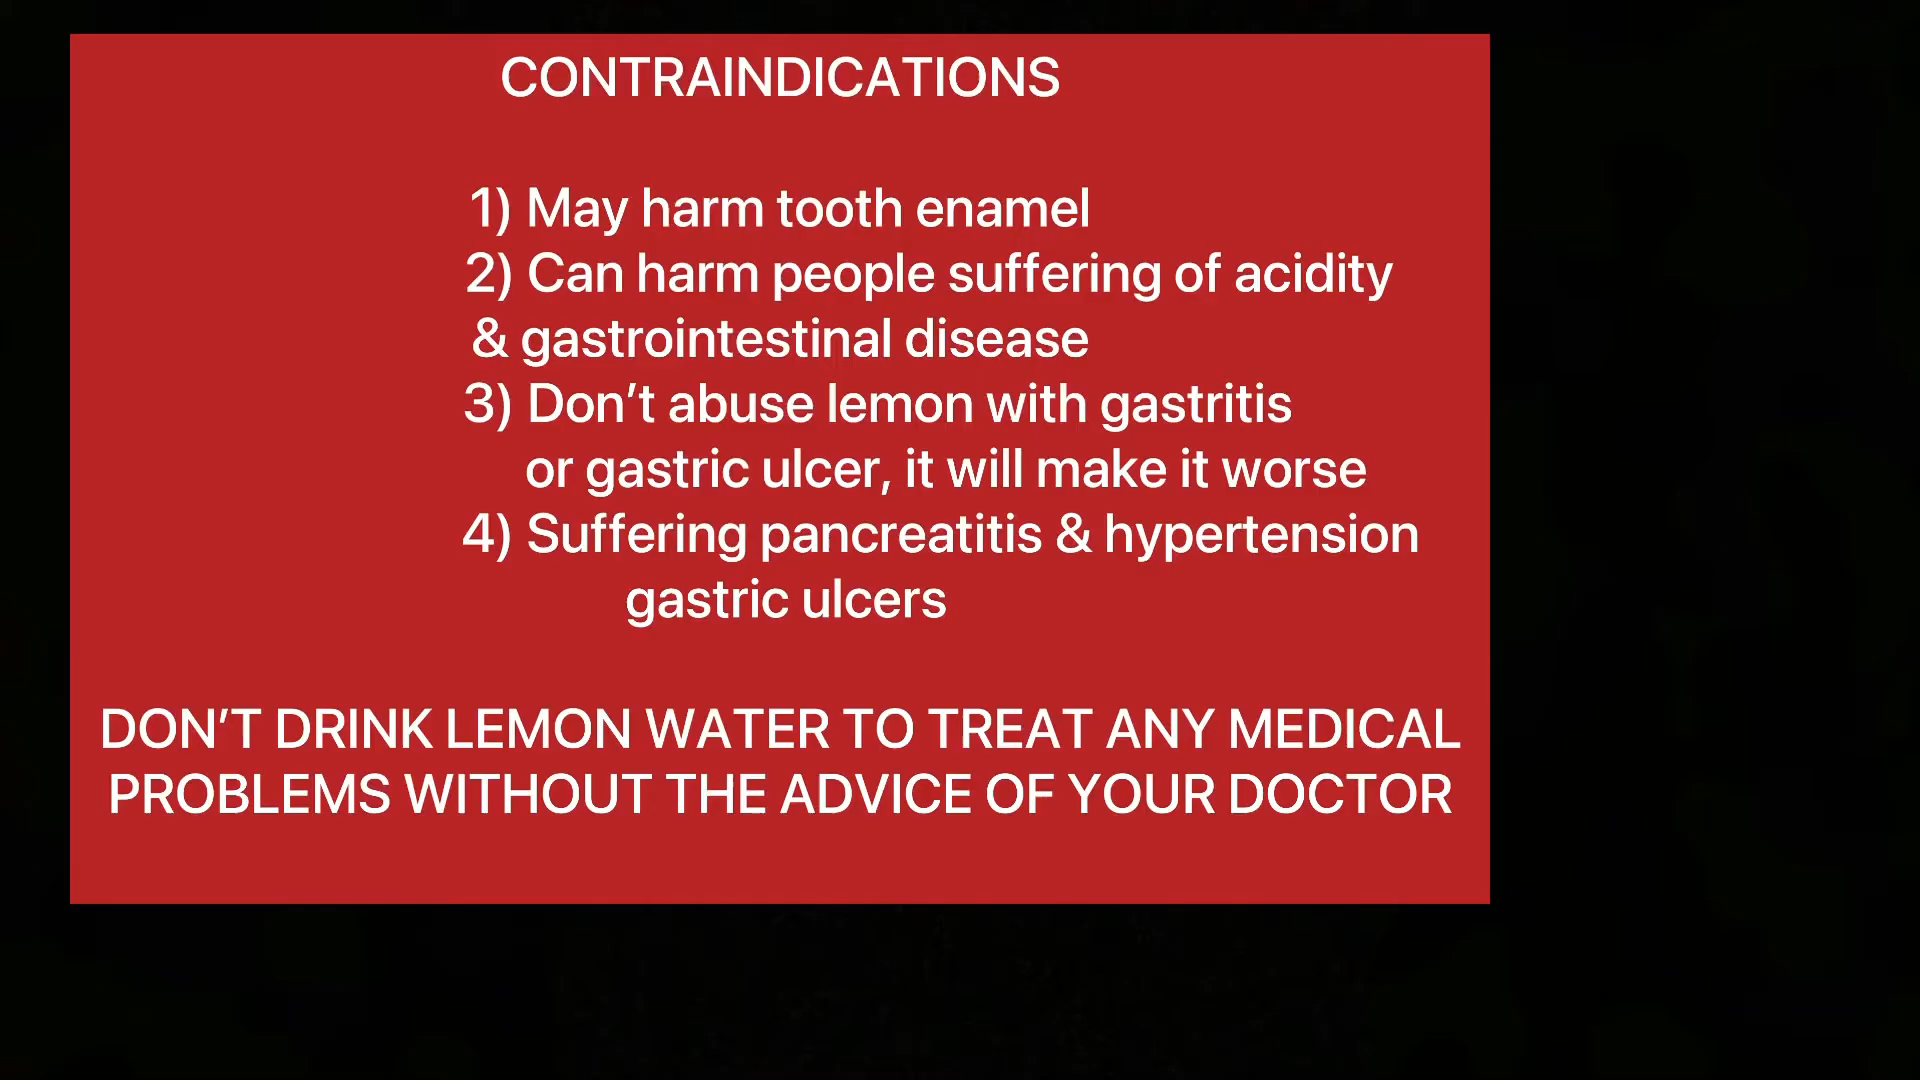 CONTRAINDICATIONS
1) May harm tooth enamel
2) Can harm people suffering of acidity
& gastrointestinal disease
3) Don’t abuse lemon with gastritis
or gastric ulcer, it will make it worse
4) Suffering pancreatitis & hypertension
gastric ulcers
DON’T DRINK LEMON WATER TO TREAT ANY MEDICAL
PROBLEMS WITHOUT THE ADVICE OF YOUR DOCTOR